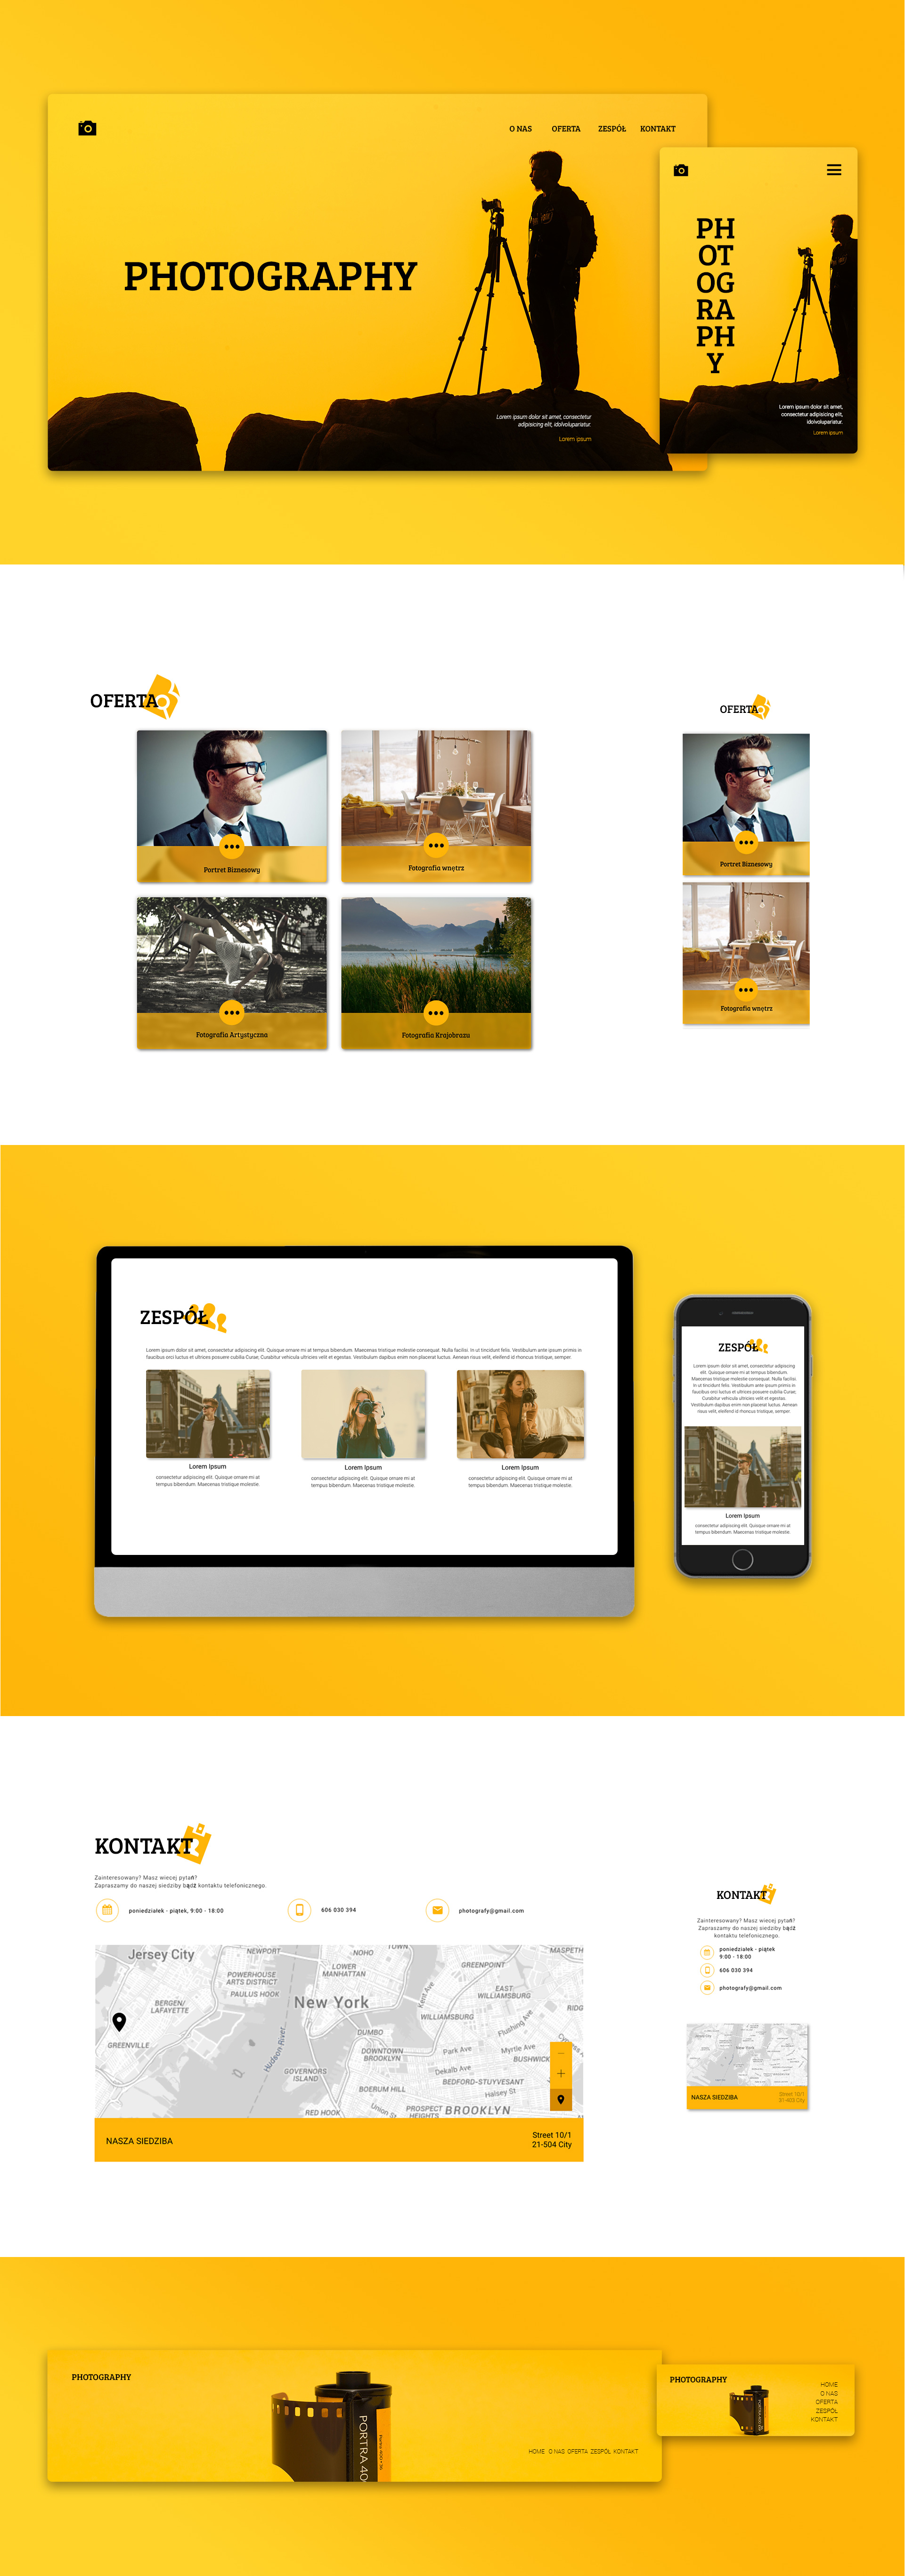 O NAS OFERTA ZESPÓŁ KONTAKT
PHOTOGRAPHY
Lorem ipsum dolor sit amet, consectetur
adipisicing elit, idolvolupariatur.
Lorem ipsum
PH
OT
OG
RA
PH
Y
Lorem ipsum dolor sit amet,
consectetur adipisicing elit,
idolvolupariatur.
Lorem ipsum
OFERTA
Portret Biznesowy
Fotografia wnętrz
Fotografia Artystyczna
Fotografia Krajobrazu
OFERTA
Portret Biznesowy
Fotografia wnętrz
ZESPÓŁ
Lorem ipsum dolor sit amet, consectetur adipiscing elit. Quisque ornare mi at tempus bibendum. Maecenas tristique molestie consequat. Nulla facilisi. In ut tincidunt felis. Vestibulum ante ipsum primis in
faucibus orci luctus et ultrices posuere cubilia Curae; Curabitur vehicula ultricies velit et egestas. Vestibulum dapibus enim non placerat luctus. Aenean risus velit, eleifend id rhoncus tristique, semper.
Lorem Ipsum
consectetur adipiscing elit. Quisque ornare mi at
tempus bibendum. Maecenas tristique molestie.
Lorem Ipsum
consectetur adipiscing elit. Quisque ornare mi at
tempus bibendum. Maecenas tristique molestie.
Lorem Ipsum
consectetur adipiscing elit. Quisque ornare mi at
tempus bibendum. Maecenas tristique molestie.
ZESPÓŁ
Lorem ipsum dolor sit amet, consectetur
adipiscing elit. Quisque ornare mi at tempus bibendum.
Maecenas tristique molestie consequat. Nulla facilisi.
In ut tincidunt felis. Vestibulum ante ipsum primis in
faucibus orci luctus et ultrices posuere cubilia Curae;
Curabitur vehicula ultricies velit et egestas.
Vestibulum dapibus enim non placerat luctus. Aenean
risus velit, eleifend id rhoncus tristique, semper.
Lorem Ipsum
consectetur adipiscing elit. Quisque ornare mi at
tempus bibendum. Maecenas tristique molestie.
KONTAKT
Zainteresowany? Masz wiecej pytań?
Zapraszamy do naszej siedziby bądź kontaktu telefonicznego.
poniedziałek - piątek, 9:00 - 18:00
606 030 394
photografy@gmail.com
Jersey City
NEWPORT
NOHO
TOWN
MASPETH
POWERHOUSE
ARTS DISTRICT
LOWER
MANHATTAN
GREENPOINT
PAULUS HOOK
BERGEN/
LAFAYETTE
New York
Kent Ave
EAST
WILLIAMSBURG
WILLIAMSBURG
RIDG
Flushing Ave
DUMBO
GREENVILLE
Hudson River
DOWNTOWN
BROOKLYN
Park Ave
Myrtle Ave
BUSHWICK
GOVERNORS
ISLAND
Dekalb Ave
BEDFORD-STUYVESANT
BOERUM HILL
Halsey St
RED HOOK
Union St
PROSPECT
HEIGHTS
BROOKLYN
NASZA SIEDZIBA
Street 10/1
21-504 City
KONTAKT
Zainteresowany? Masz wiecej pytań?
Zapraszamy do naszej siedziby bądź
kontaktu telefonicznego.
poniedziałek - piątek
9:00 - 18:00
606 030 394
photografy@gmail.com
New York
NASZA SIEDZIBA
Street 10/1
PHOTOGRAPHY
PORTRA 40
HOME O NAS OFERTA ZESPÓŁ KONTAKT
PHOTOGRAPHY
HOME
O NAS
OFERTA
ZESPÓŁ
KONTAKT